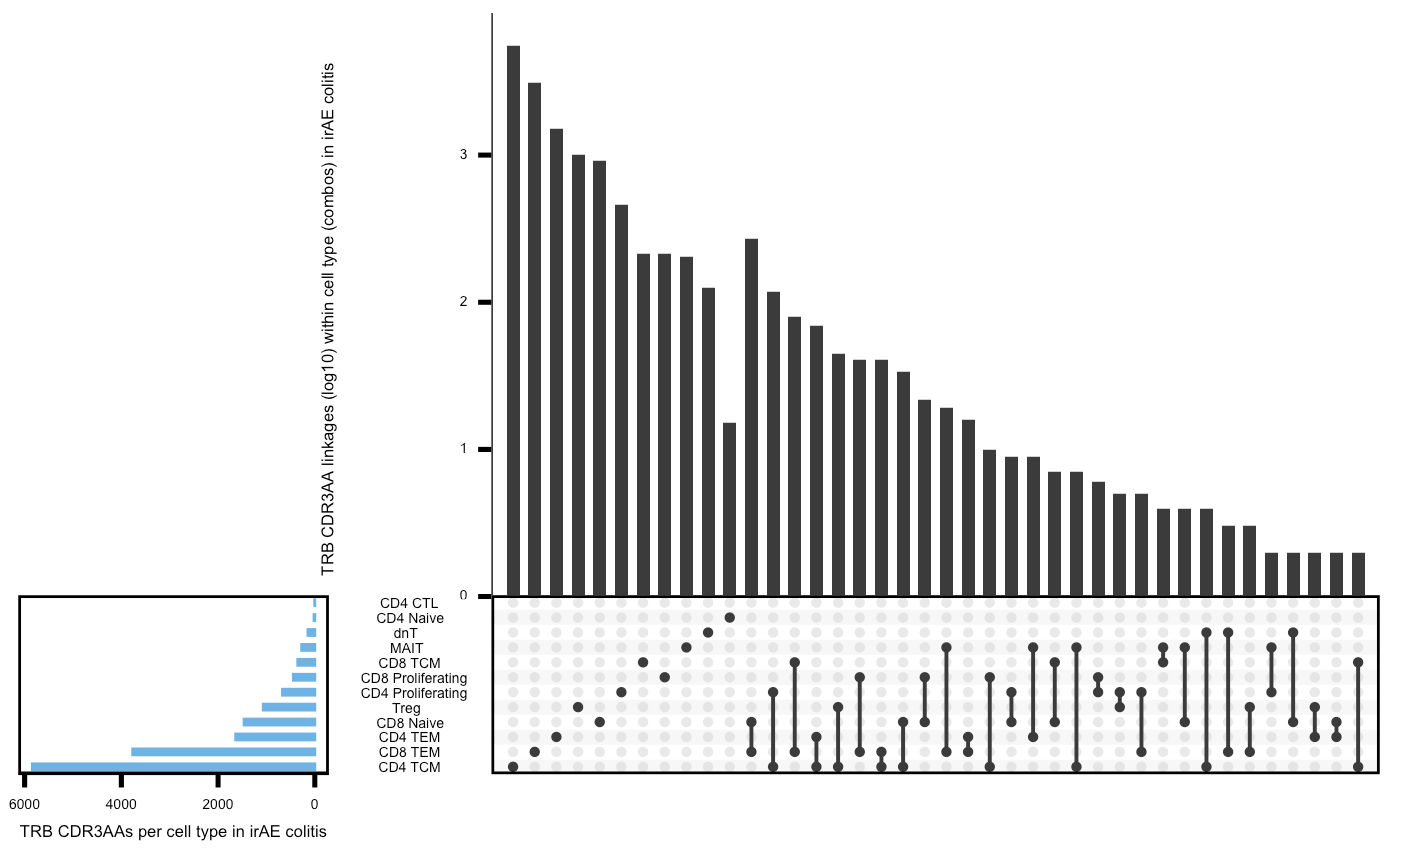 TRB CDR3AA linkages (log10) within cell type (combos) in irAE colitis
3
2
1
0
CD4 CTL
CD4 Naive
dnT
MAIT
CD8 TCM
CD8 Proliferating
CD4 Proliferating
Treg
CD8 Naive
CD4 TEM
CD8 TEM
CD4 TCM
6000 4000 2000 0
TRB CDR3AAs per cell type in irAE colitis